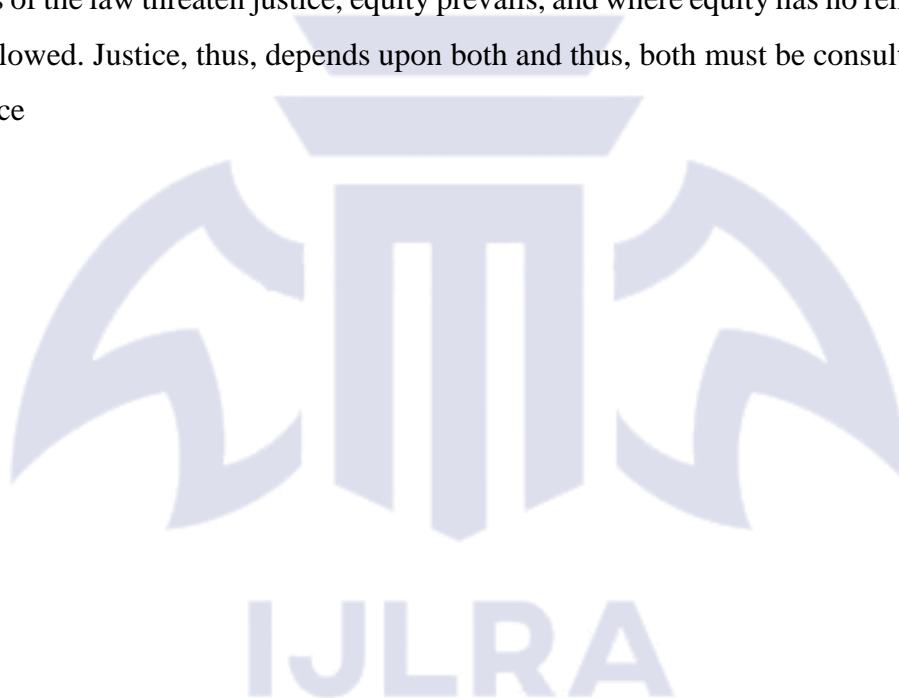 of the law threaten justice, equity prevails, and where equity has no
lowed. Justice, thus, depends upon both and thus, both must be
IJLRA